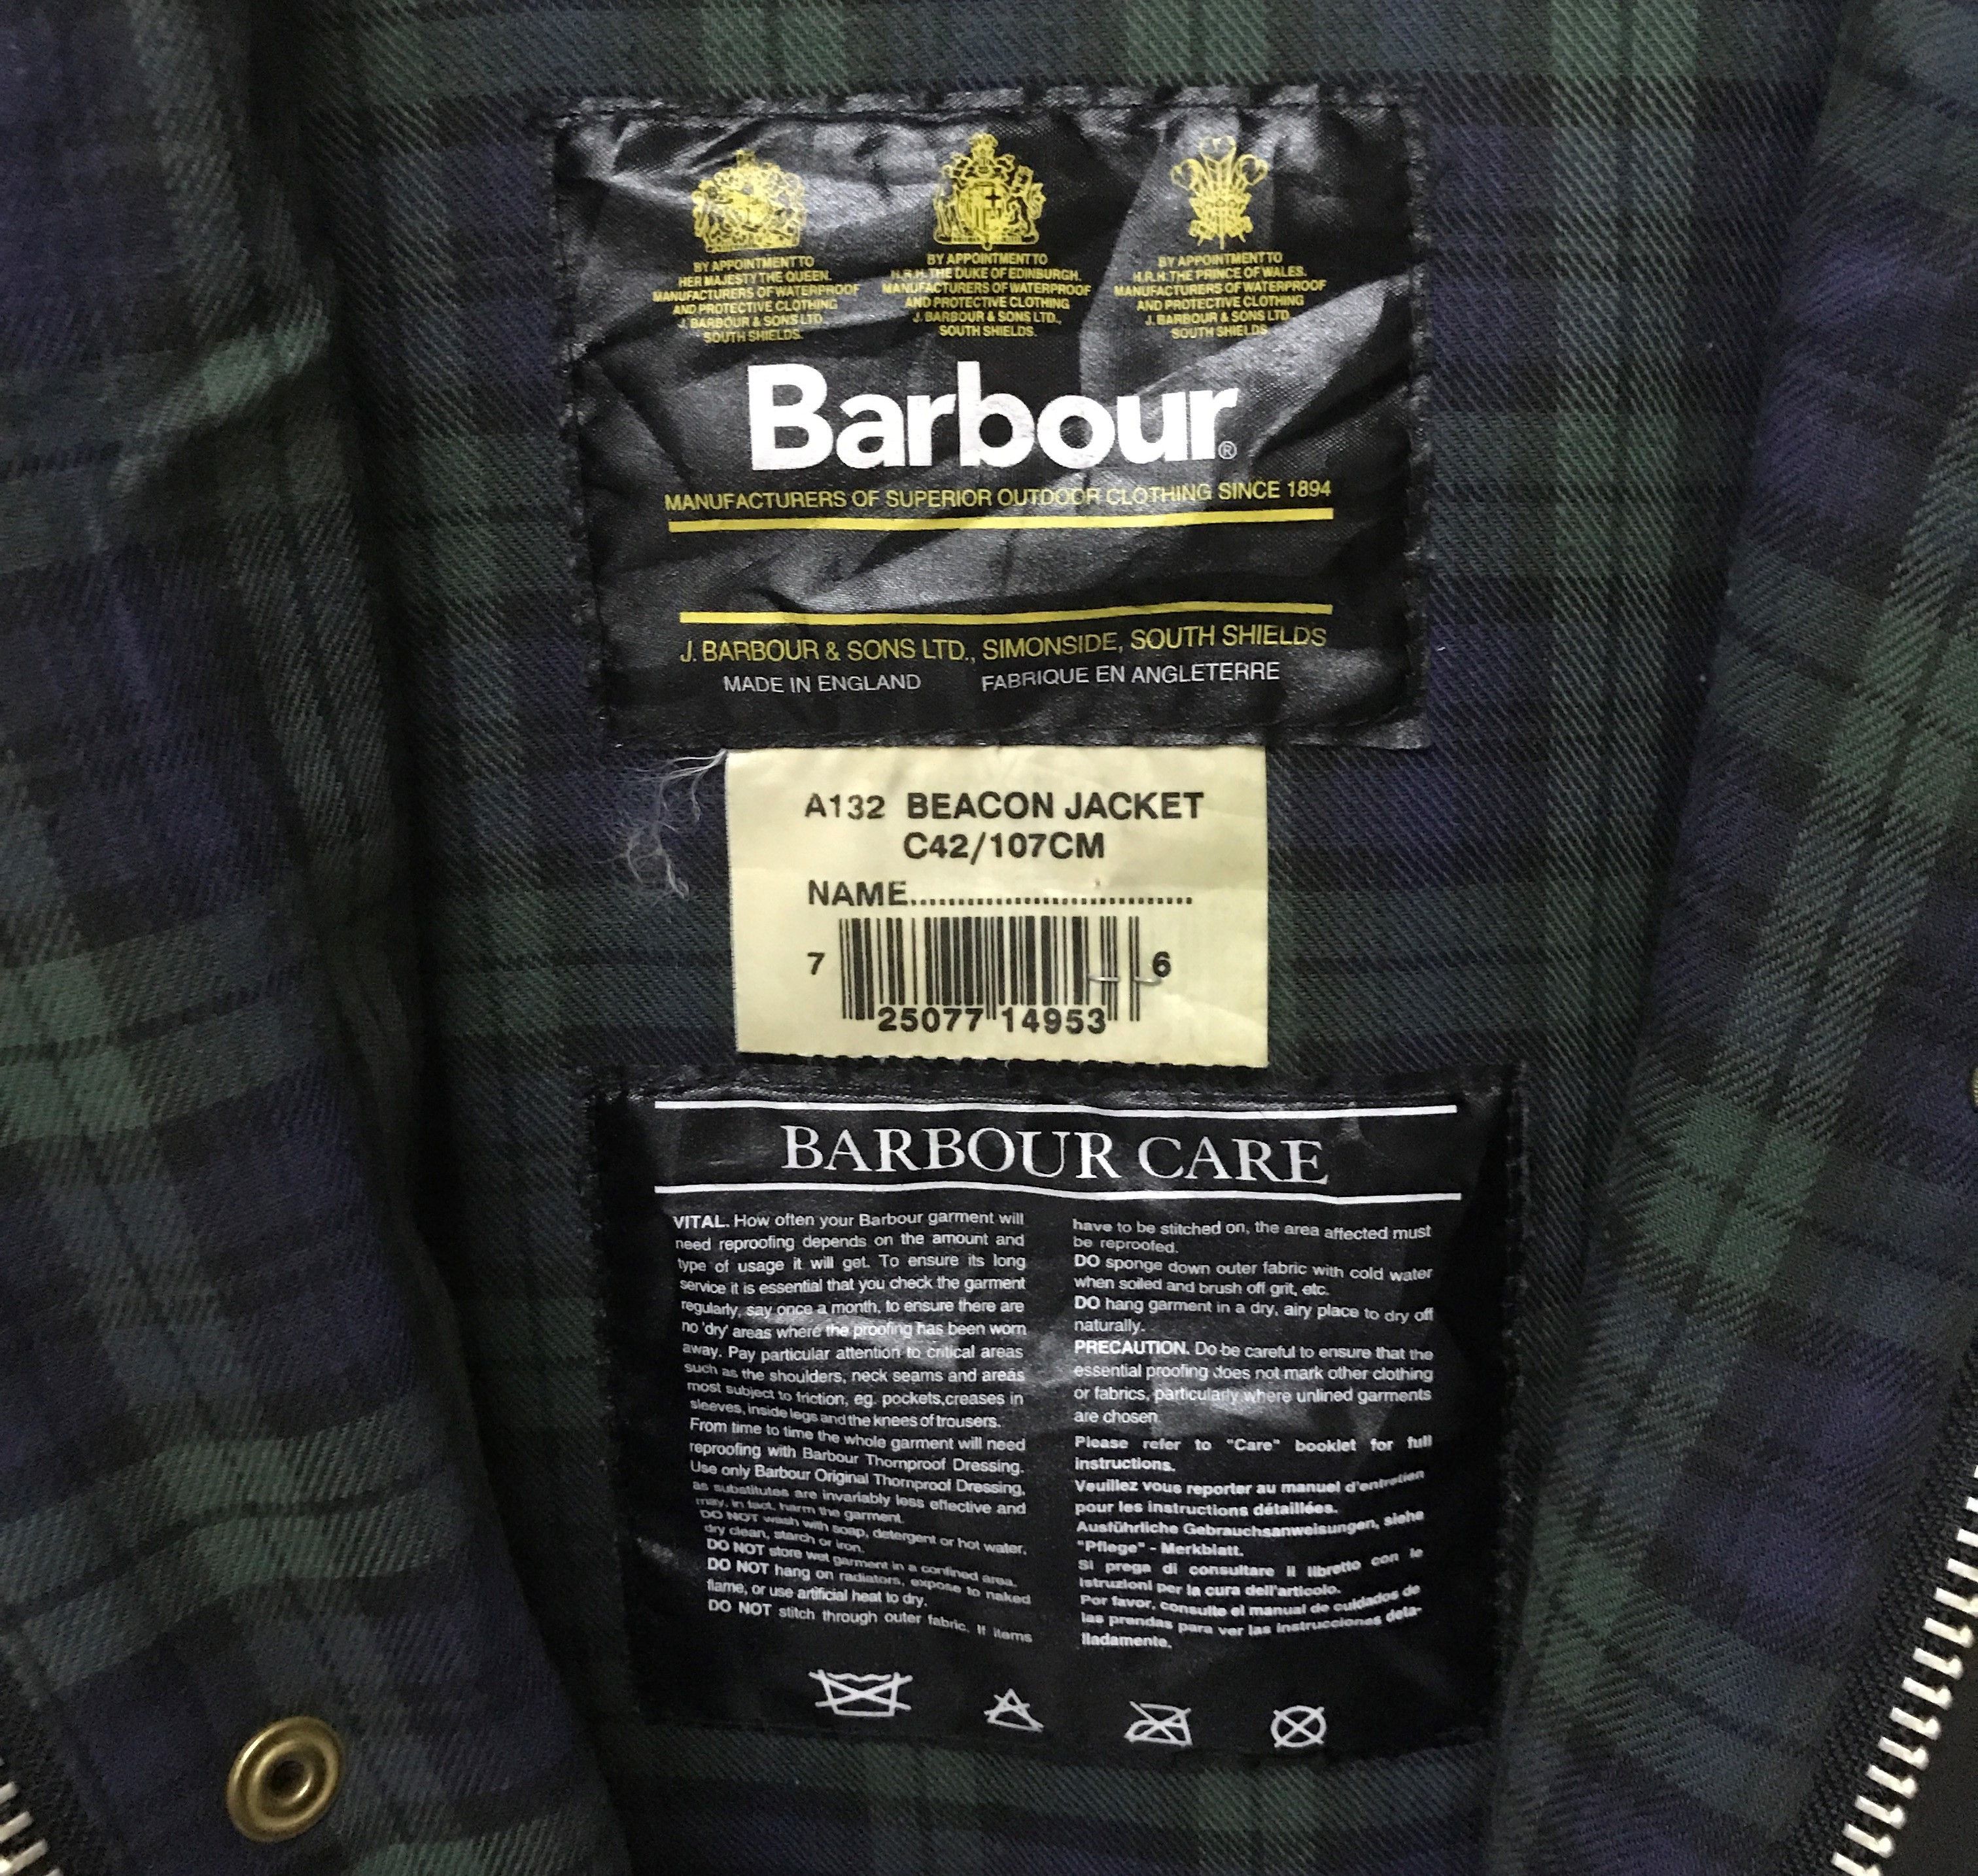 BY APPOINTMENT TO
HER MAJESTY THE QUEEN.
MANUFACTURERS OF WATERPROOF
AND PROTECTIVE CLOTHING
J. BARBOUR & SONS LTD.
SOUTH SHIELDS.
BY APPOINTMENT TO
H.R.H. THE DUKE OF EDINBURGH.
MANUFACTURERS OF WATERPROOF
AND PROTECTIVE CLOTHING
J. BARBOUR & SONS LTD.,
SOUTH SHIELDS.
BY APPOINTMENT TO
H.R.H. THE PRINCE OF WALES.
MANUFACTURERS OF WATERPROOF
AND PROTECTIVE CLOTHING
J. BARBOUR & SONS LTD.
SOUTH SHIELDS
Barbour®
MANUFACTURERS OF SUPERIOR OUTDOOR CLOTHING SINCE 1894
J. BARBOUR & SONS LTD., SIMONSIDE, SOUTH SHIELDS
MADE IN ENGLAND FABRIQUE EN ANGLETERRE
A132 BEACON JACKET
C42/107CM
NAME..............................
7 25077 14953 6
BARBOUR CARE
VITAL. How often your Barbour garment will
need reproofing depends on the amount and
type of usage it will get. To ensure its long
service it is essential that you check the garment
regularly, say once a month, to ensure there are
no 'dry' areas where the proofing has been worn
away. Pay particular attention to critical areas
such as the shoulders, neck seams and areas
most subject to friction, eg. pockets,creases in
sleeves, inside legs and the knees of trousers.
From time to time the whole garment will need
reproofing with Barbour Thornproof Dressing.
Use only Barbour Original Thornproof Dressing,
as substitutes are invariably less effective and
may, in fact, harm the garment.
DO NOT wash with soap, detergent or hot water,
dry clean, starch or iron.
DO NOT store wet garment in a confined area.
DO NOT hang on radiators, expose to naked
flame, or use artificial heat to dry.
DO NOT stitch through outer fabric. If items
have to be stitched on, the area affected must
be reproofed.
DO sponge down outer fabric with cold water
when soiled and brush off grit, etc.
DO hang garment in a dry, airy place to dry off
naturally.
PRECAUTION. Do be careful to ensure that the
essential proofing does not mark other clothing
or fabrics, particularly where unlined garments
are chosen.
Please refer to "Care" booklet for full
instructions.
Veuillez vous reporter au manuel d'entretien
pour les instructions détaillées.
Ausführliche Gebrauchsanweisungen, siehe
"Pflege" - Merkblatt.
Si prega di consultare il libretto con le
istruzioni per la cura dell'articolo.
Por favor, consulte el manual de cuidados de
las prendas para ver las instrucciones deta-
lladamente.